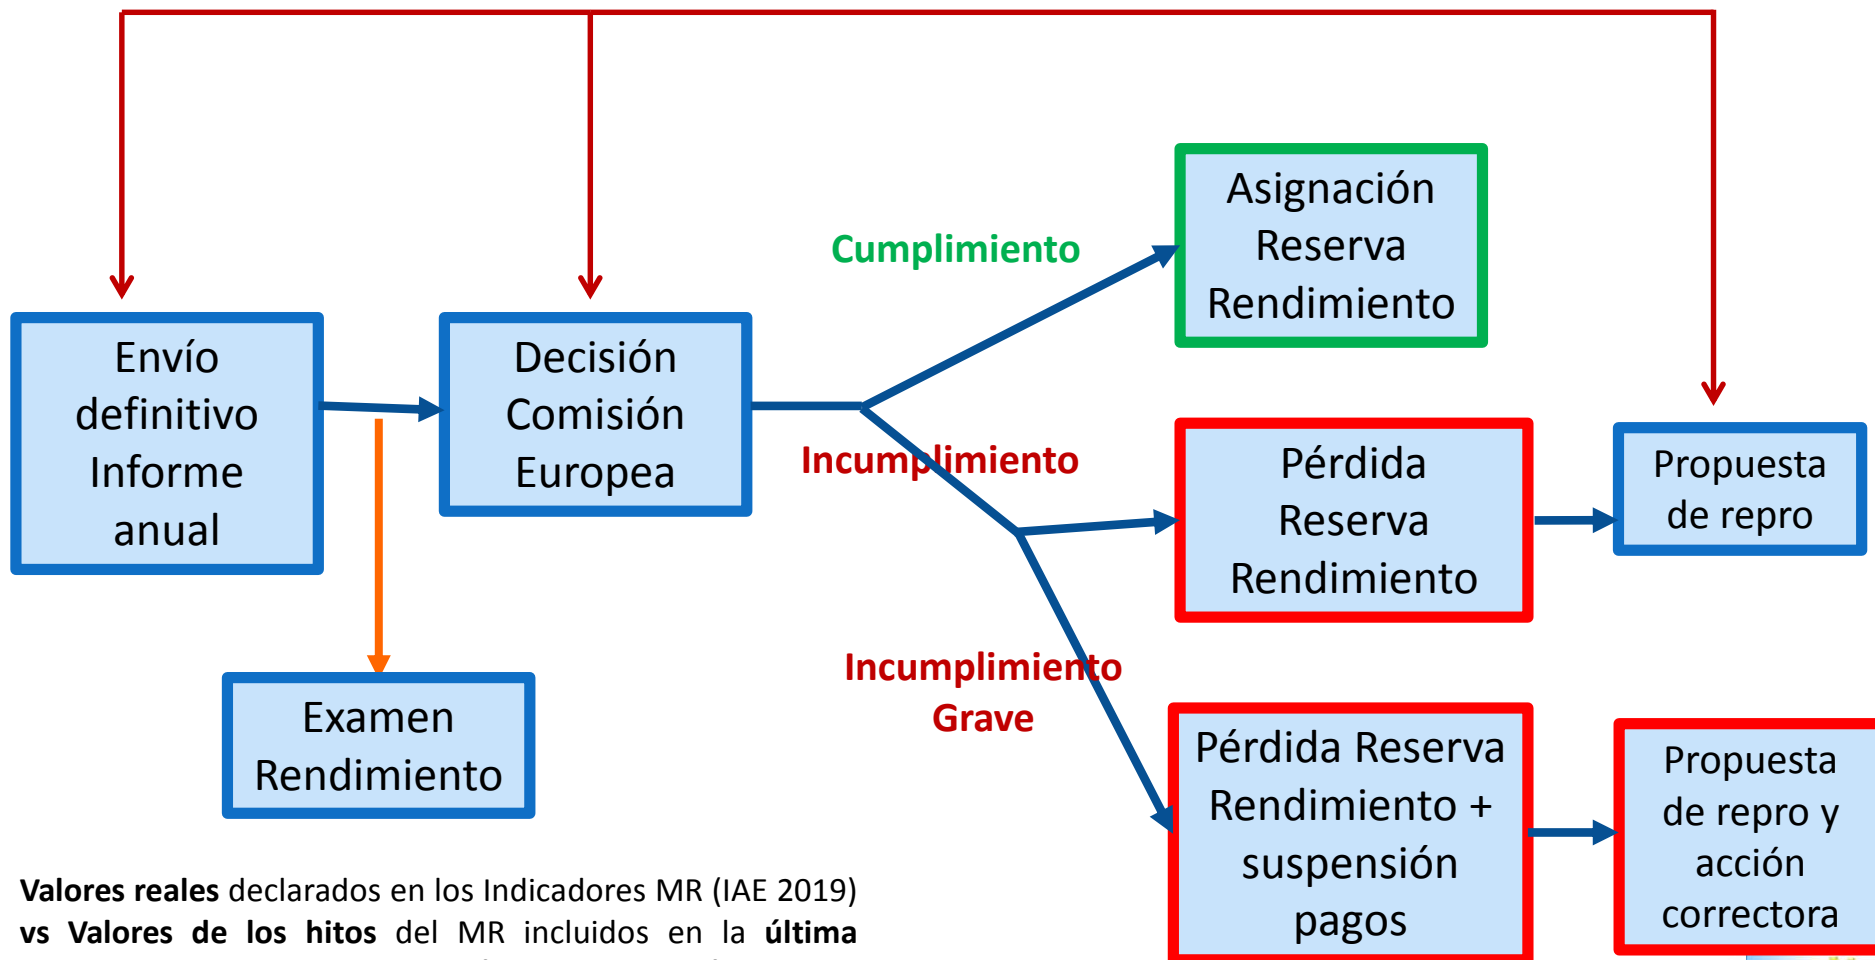 Envío
definitivo
Informe
anual
Decisión
Comisión
Europea
Examen
Rendimiento
Cumplimiento
Asignación
Reserva
Rendimiento
Incumplimiento
Pérdida
Reserva
Rendimiento
Propuesta
de repro
Incumplimiento
Grave
Pérdida Reserva
Rendimiento +
suspensión
pagos
Propuesta
de repro y
acción
correctora
Valores reales declarados en los Indicadores MR (IAE 2019)
vs Valores de los hitos del MR incluidos en la última